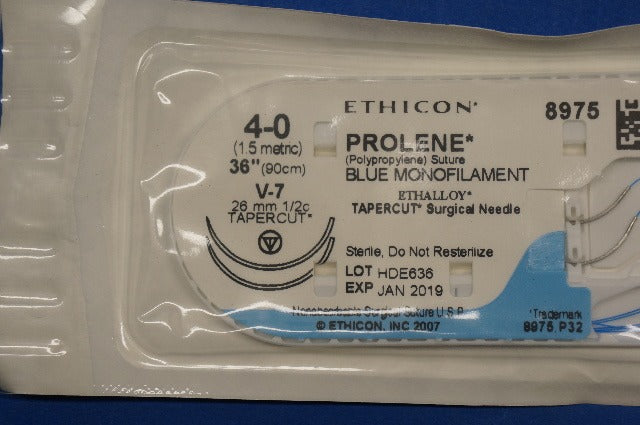 4-0
(1.5 metric)
36" (90cm)
V-7
26 mm 1/2c
TAPERCUT*
ETHICON*
8975
PROLENE*
(Polypropylene) Suture
BLUE MONOFILAMENT
ETHALLOY*
TAPERCUT* Surgical Needle
Sterile, Do Not Resterilize
LOT HDE636
EXP JAN 2019
Nonabsorbable Surgical Suture U.S.P.
© ETHICON, INC 2007
*Trademark
8975 P32